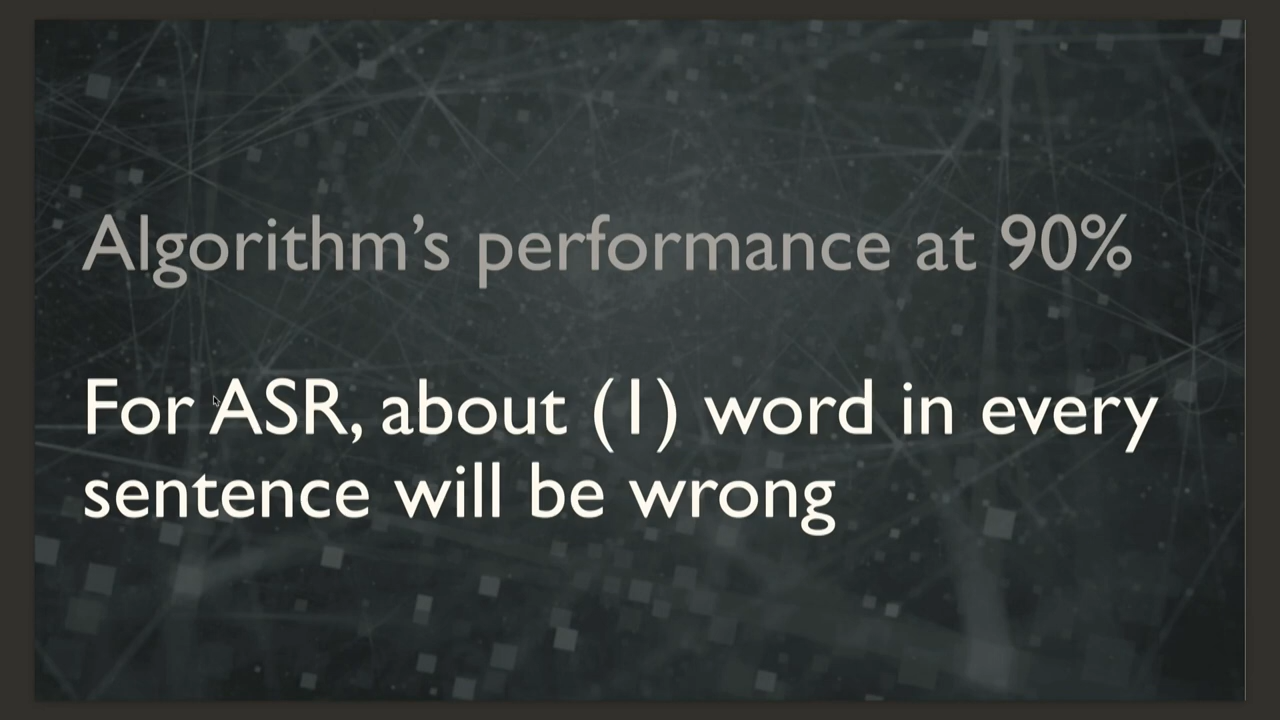 Algorithm’s performance at 90%
For ASR, about (1) word in every
sentence will be wrong